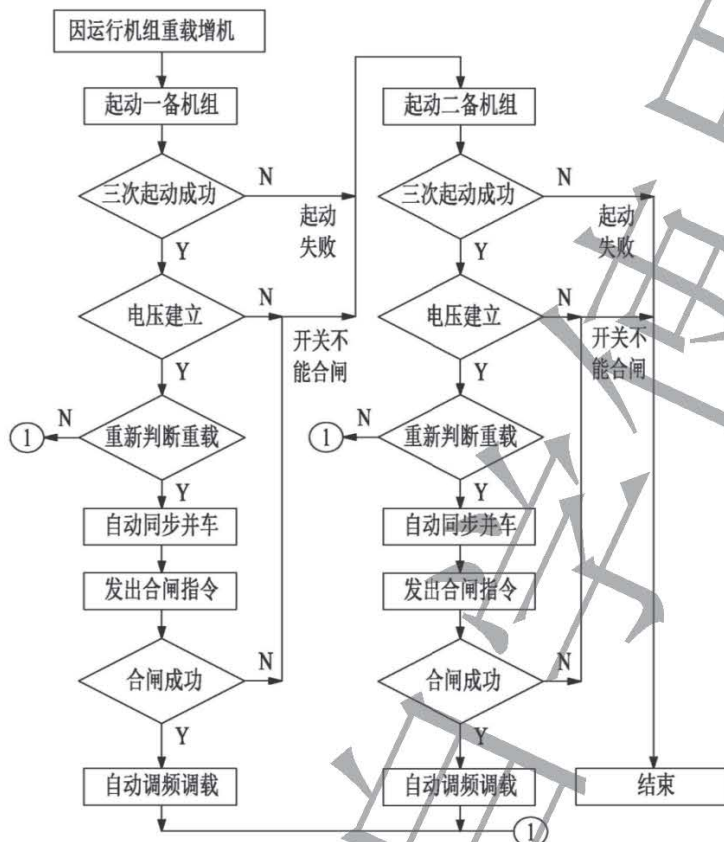 因运行机组重载增机
起动一备机组
三次起动成功
N
起动
失败
Y
电压建立
N
开关不
能合闸
Y
N
①
重新判断重载
Y
自动同步并车
发出合闸指令
合闸成功
N
Y
自动调频调载
起动二备机组
三次起动成功
N
起动
失败
Y
电压建立
N
开关不
能合闸
Y
N
①
重新判断重载
Y
自动同步并车
发出合闸指令
合闸成功
N
Y
自动调频调载
结束
①